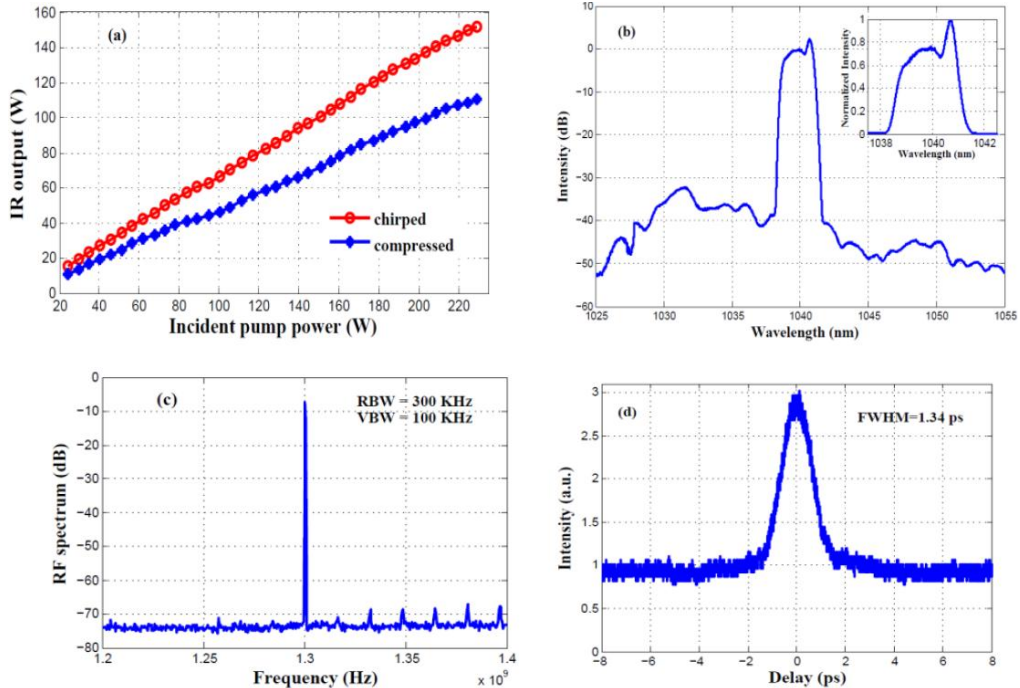 (a)
160
140
120
100
80
60
40
20
0
IR output (W)
chirped
compressed
20 40 60 80 100 120 140 160 180 200 220
Incident pump power (W)
(b)
10
0
−10
−20
−30
−40
−50
−60
Intensity (dB)
1025 1030 1035 1040 1045 1050 1055
Wavelength (nm)
1
0.8
0.6
0.4
0.2
0
Normalized Intensity
1038 1040 1042
Wavelength (nm)
(c)
RBW = 300 KHz
VBW = 100 KHz
0
−10
−20
−30
−40
−50
−60
−70
−80
RF spectrum (dB)
1.2 1.25 1.3 1.35 1.4
Frequency (Hz)
x 10⁹
(d)
FWHM=1.34 ps
3
2.5
2
1.5
1
0.5
0
Intensity (a.u.)
−8 −6 −4 −2 0 2 4 6 8
Delay (ps)